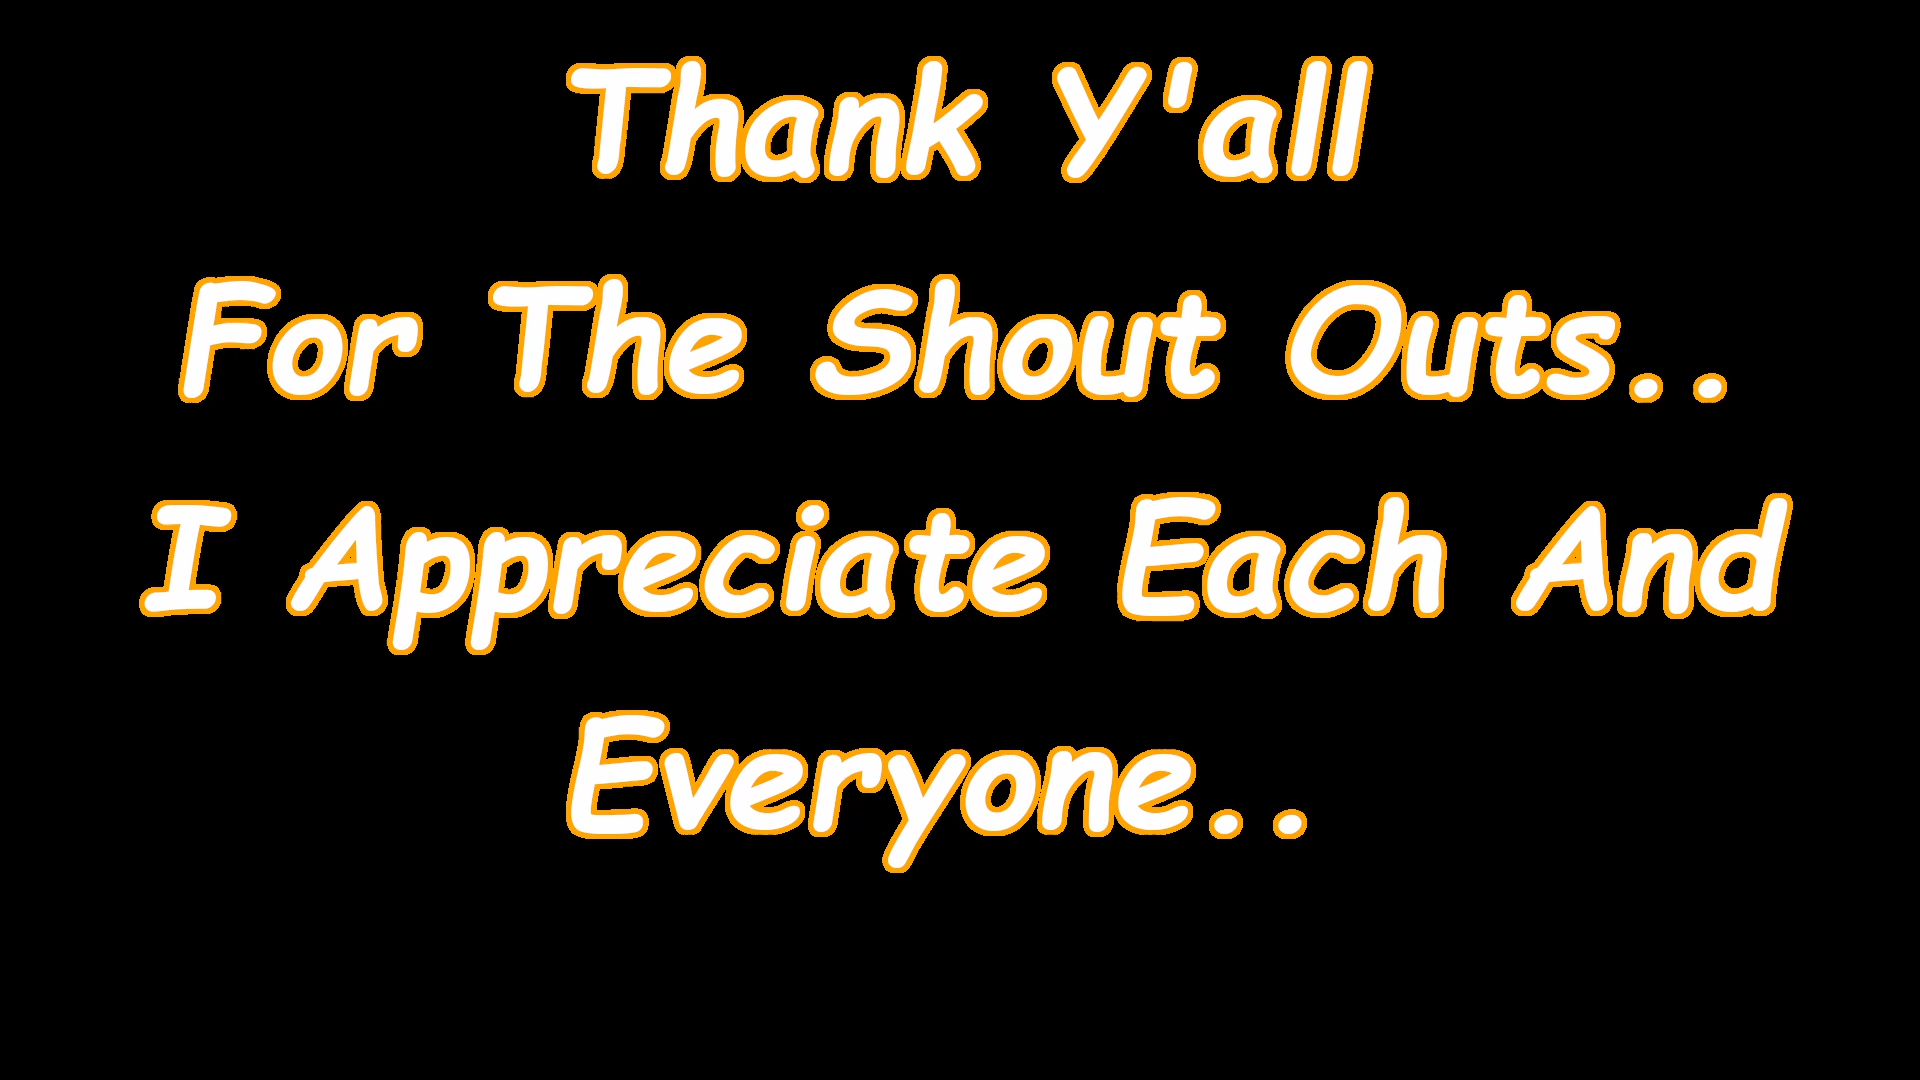 Thank Y'all
For The Shout Outs..
I Appreciate Each And
Everyone..